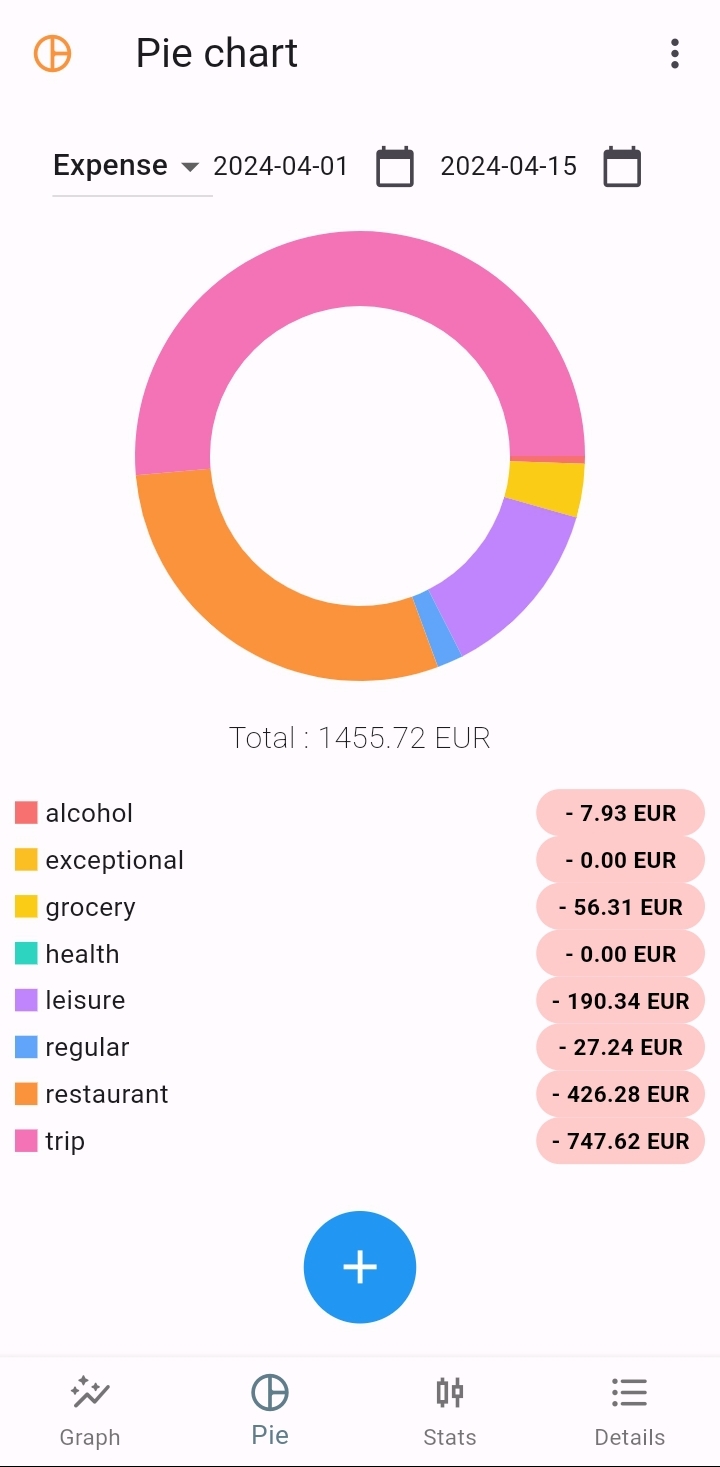 Pie chart
Expense 2024-04-01 2024-04-15
Total : 1455.72 EUR
alcohol - 7.93 EUR
exceptional - 0.00 EUR
grocery - 56.31 EUR
health - 0.00 EUR
leisure - 190.34 EUR
regular - 27.24 EUR
restaurant - 426.28 EUR
trip - 747.62 EUR
Graph Pie Stats Details